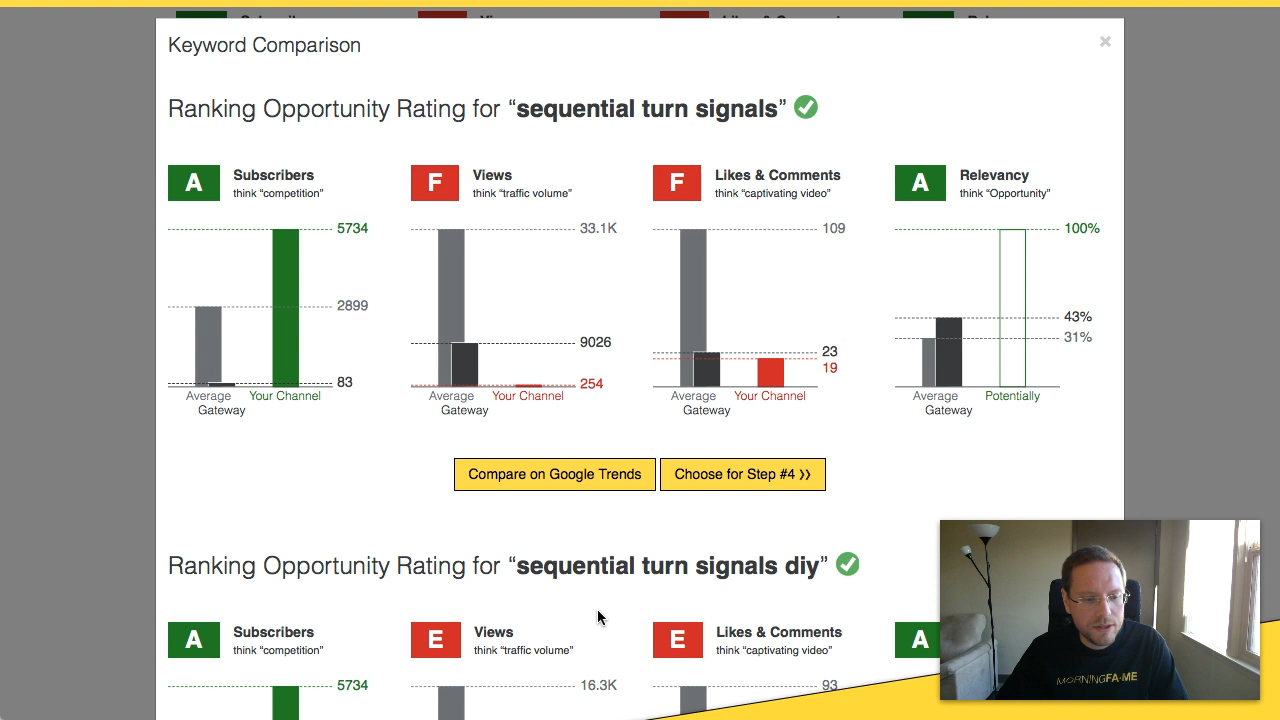 Keyword Comparison
×
Ranking Opportunity Rating for “sequential turn signals”
A
Subscribers
think “competition”
F
Views
think “traffic volume”
F
Likes & Comments
think “captivating video”
A
Relevancy
think “Opportunity”
5734
2899
83
Average
Gateway
Your Channel
33.1K
9026
254
Average
Gateway
Your Channel
109
23
19
Average
Gateway
Your Channel
100%
43%
31%
Average
Gateway
Potentially
Compare on Google Trends
Choose for Step #4 ⟩⟩
Ranking Opportunity Rating for “sequential turn signals diy”
A
Subscribers
think “competition”
E
Views
think “traffic volume”
E
Likes & Comments
think “captivating video”
A
5734
16.3K
93
MORNINGFA·ME